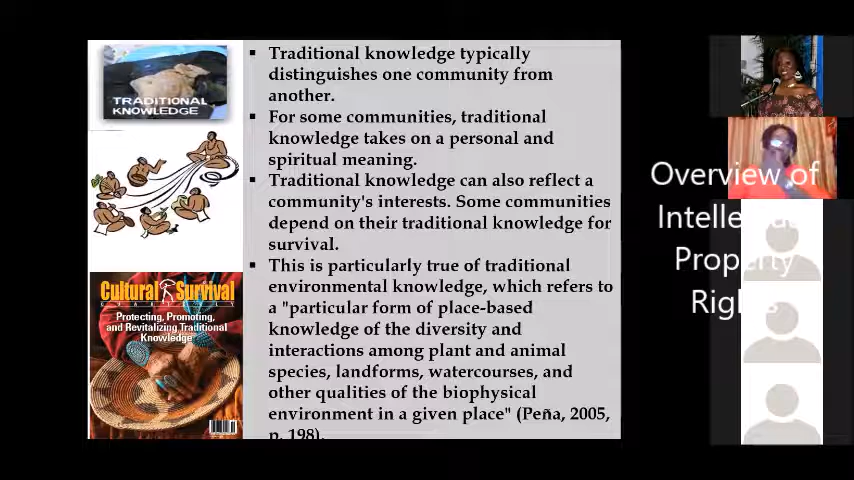 TRADITIONAL
KNOWLEDGE
▪ Traditional knowledge typically
distinguishes one community from
another.
▪ For some communities, traditional
knowledge takes on a personal and
spiritual meaning.
▪ Traditional knowledge can also reflect a
community's interests. Some communities
depend on their traditional knowledge for
survival.
▪ This is particularly true of traditional
environmental knowledge, which refers to
a "particular form of place-based
knowledge of the diversity and
interactions among plant and animal
species, landforms, watercourses, and
other qualities of the biophysical
environment in a given place" (Peña, 2005,
p. 198).
Cultural Survival
Protecting, Promoting,
and Revitalizing Traditional
Knowledge
Overview of
Intellectual
Property
Rights